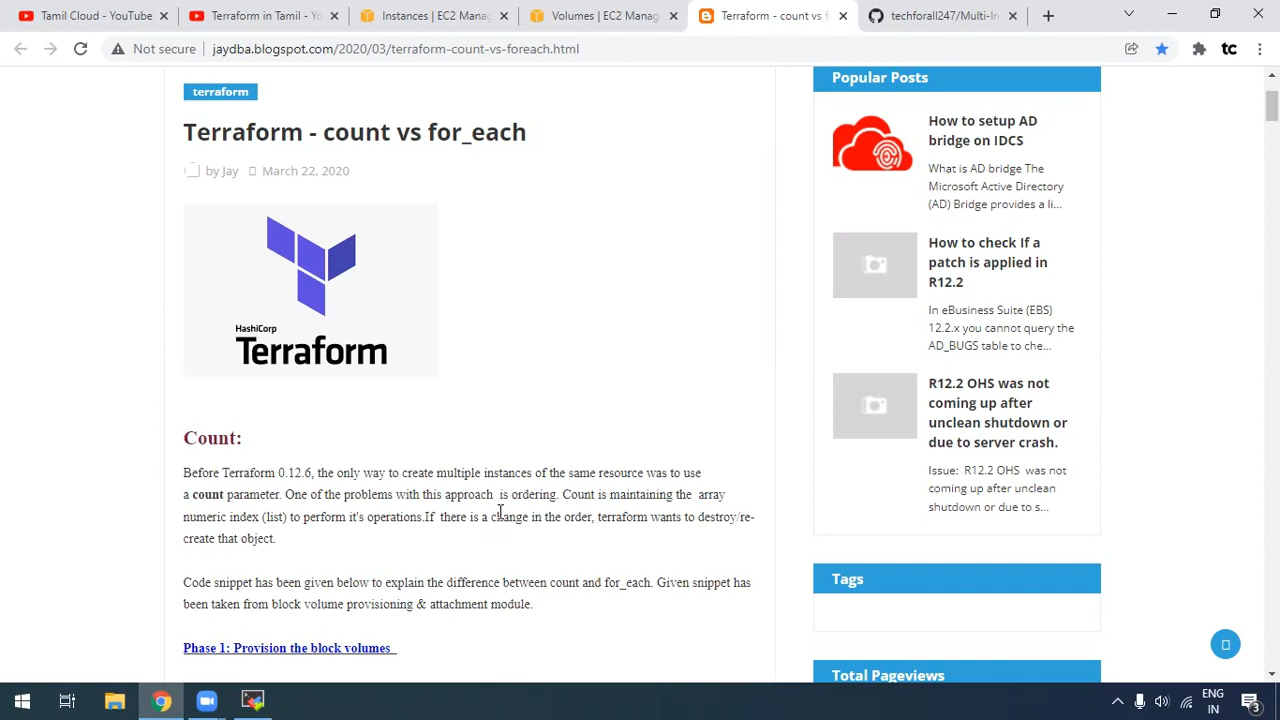 Tamil Cloud - YouTube
Terraform in Tamil - Yo
Instances | EC2 Manag
Volumes | EC2 Manage
Terraform - count vs f
techforall247/Multi-In
Not secure
jaydba.blogspot.com/2020/03/terraform-count-vs-foreach.html
tc
terraform
Terraform - count vs for_each
by Jay March 22, 2020
HashiCorp
Terraform
Count:
Before Terraform 0.12.6, the only way to create multiple instances of the same resource was to use
a count parameter. One of the problems with this approach is ordering. Count is maintaining the array
numeric index (list) to perform it's operations.If there is a change in the order, terraform wants to destroy/re-
create that object.
Code snippet has been given below to explain the difference between count and for_each. Given snippet has
been taken from block volume provisioning & attachment module.
Phase 1: Provision the block volumes
Popular Posts
How to setup AD
bridge on IDCS
What is AD bridge The
Microsoft Active Directory
(AD) Bridge provides a li...
How to check If a
patch is applied in
R12.2
In eBusiness Suite (EBS)
12.2.x you cannot query the
AD_BUGS table to che...
R12.2 OHS was not
coming up after
unclean shutdown or
due to server crash.
Issue: R12.2 OHS was not
coming up after unclean
shutdown or due to s...
Tags
Total Pageviews
ENG
IN
3